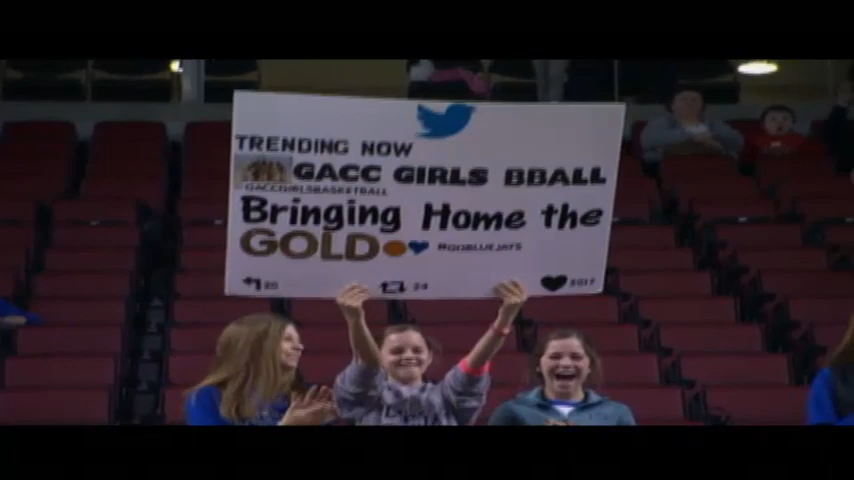 TRENDING NOW
GACC GIRLS BBALL
GACCGIRLSBASKETBALL
Bringing Home the
GOLD #GOBLUEJAYS
20 24 2017